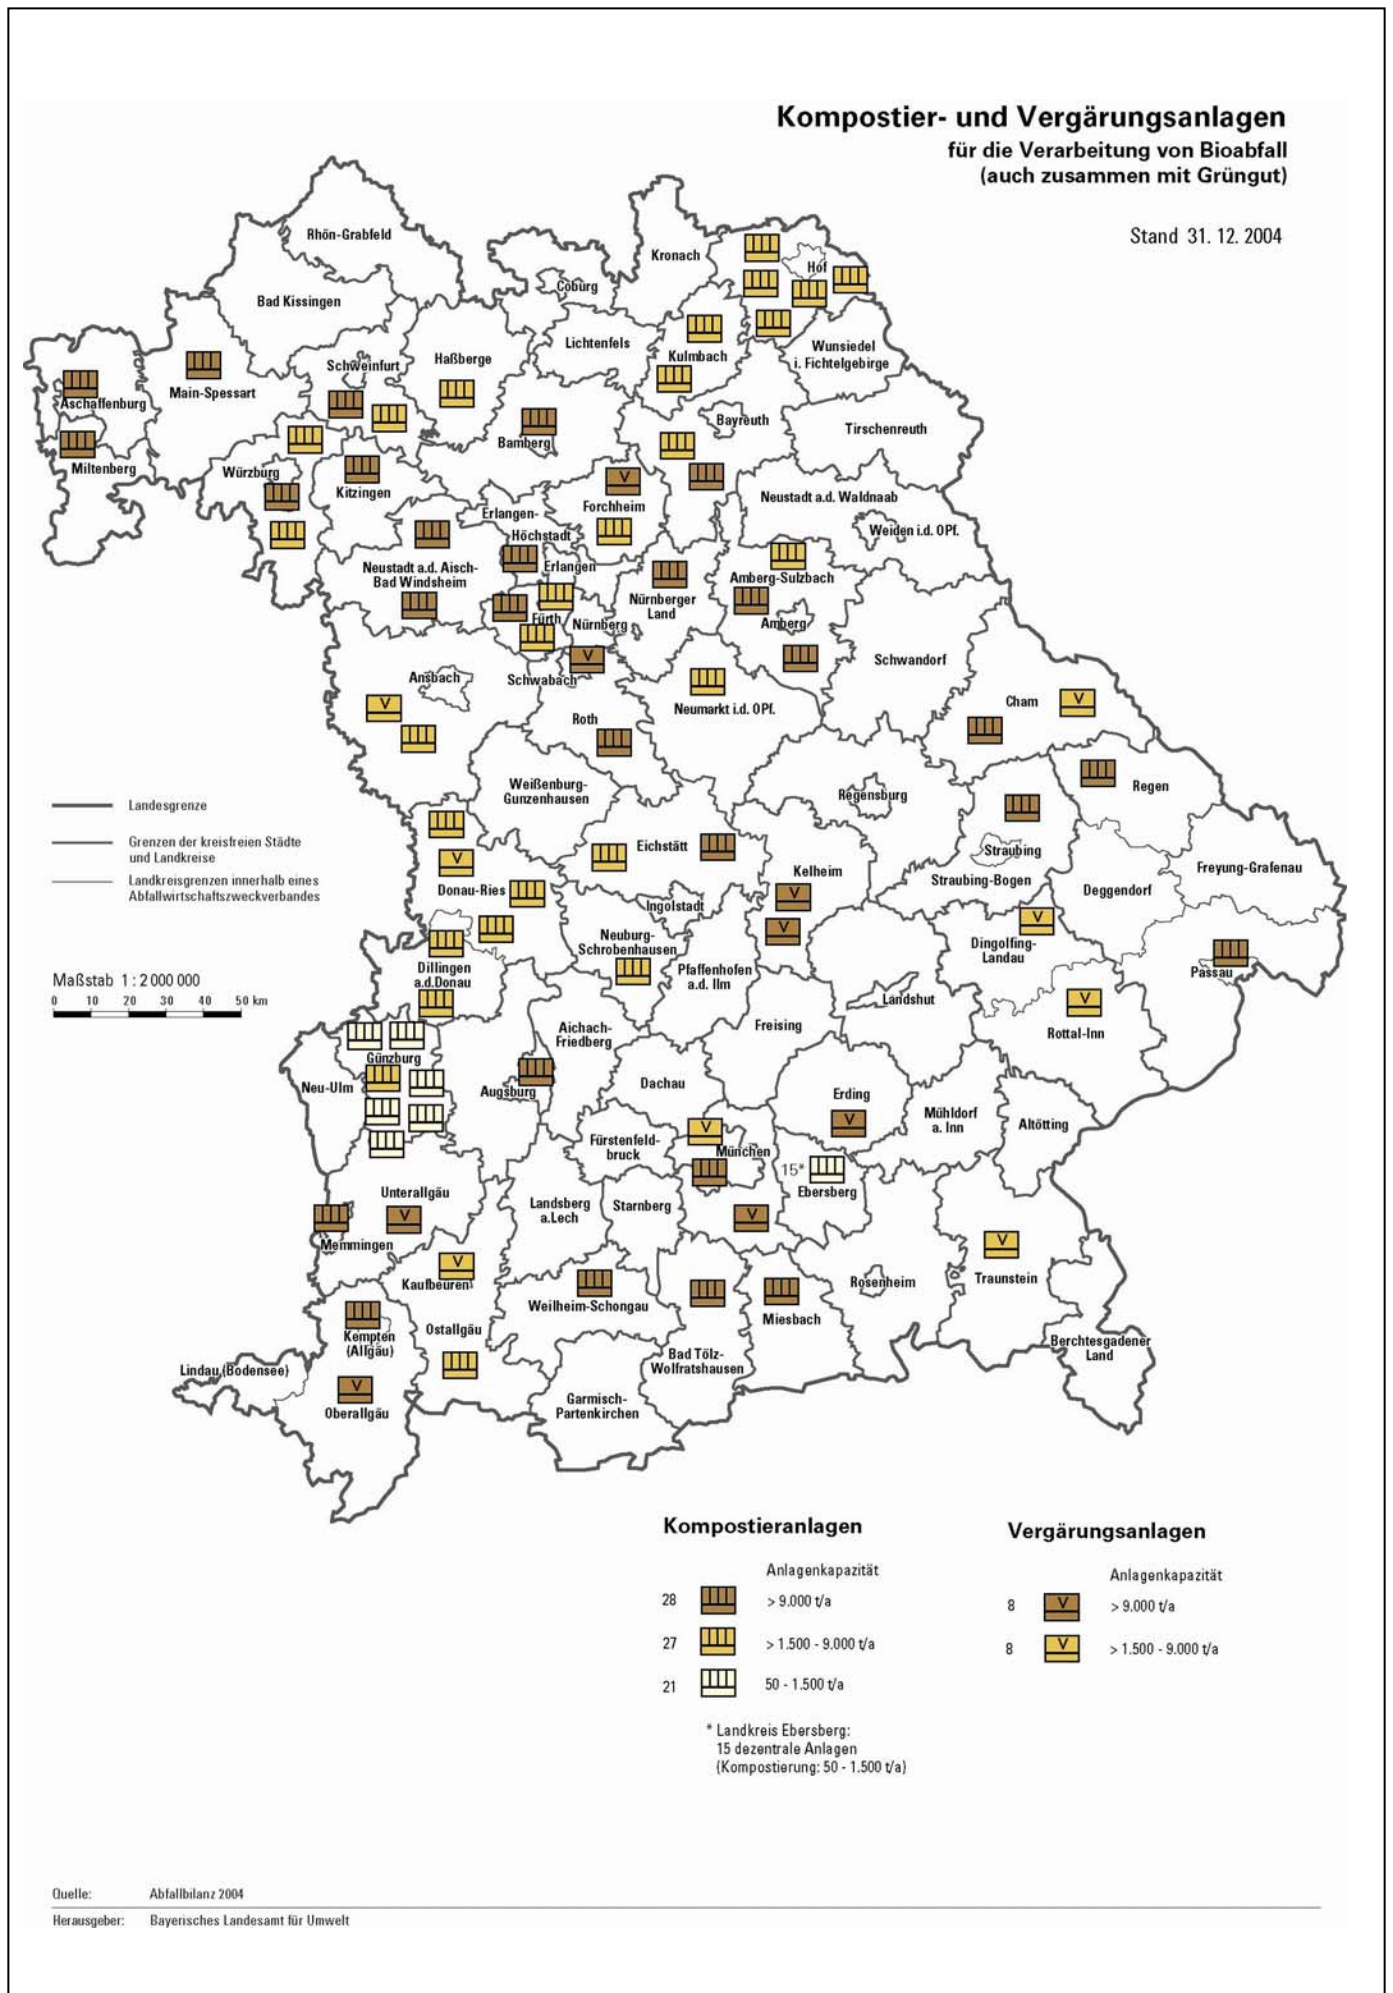 Kompostier- und Vergärungsanlagen
für die Verarbeitung von Bioabfall
(auch zusammen mit Grüngut)
Stand 31. 12. 2004
Rhön-Grabfeld
Kronach
Hof
Coburg
Bad Kissingen
Lichtenfels
Kulmbach
Wunsiedel
i. Fichtelgebirge
Schweinfurt
Haßberge
Main-Spessart
Aschaffenburg
Bayreuth
Tirschenreuth
Bamberg
Miltenberg
Würzburg
Kitzingen
V
Forchheim
Neustadt a.d. Waldnaab
Weiden i.d. OPf.
Erlangen-
Höchstadt
Erlangen
Neustadt a.d. Aisch-
Bad Windsheim
Amberg-Sulzbach
Nürnberger
Land
Fürth
Nürnberg
Amberg
Schwandorf
Ansbach
V
Schwabach
V
Neumarkt i.d. OPf.
Cham
V
Roth
Regen
Weißenburg-
Gunzenhausen
Regensburg
Landesgrenze
Grenzen der kreisfreien Städte
und Landkreise
Landkreisgrenzen innerhalb eines
Abfallwirtschaftszweckverbandes
Eichstätt
Straubing
Kelheim
V
V
Straubing-Bogen
Deggendorf
Freyung-Grafenau
V
Donau-Ries
Ingolstadt
Neuburg-
Schrobenhausen
V
Dingolfing-
Landau
Passau
Dillingen
a.d.Donau
Pfaffenhofen
a.d. Ilm
Landshut
V
Rottal-Inn
Maßstab 1 : 2 000 000
0 10 20 30 40 50 km
Freising
Aichach-
Friedberg
Günzburg
Neu-Ulm
Augsburg
Dachau
Erding
V
Mühldorf
a. Inn
Altötting
Fürstenfeld-
bruck
V
München
15*
Ebersberg
Unterallgäu
V
Landsberg
a.Lech
Starnberg
V
Memmingen
V
Kaufbeuren
V
Traunstein
Rosenheim
Weilheim-Schongau
Miesbach
Kempten
(Allgäu)
Ostallgäu
Berchtesgadener
Land
Bad Tölz-
Wolfratshausen
Lindau (Bodensee)
V
Oberallgäu
Garmisch-
Partenkirchen
Kompostieranlagen
Anlagenkapazität
28 > 9.000 t/a
27 > 1.500 - 9.000 t/a
21 50 - 1.500 t/a
* Landkreis Ebersberg:
15 dezentrale Anlagen
(Kompostierung: 50 - 1.500 t/a)
Vergärungsanlagen
Anlagenkapazität
8 V > 9.000 t/a
8 V > 1.500 - 9.000 t/a
Quelle: Abfallbilanz 2004
Herausgeber: Bayerisches Landesamt für Umwelt